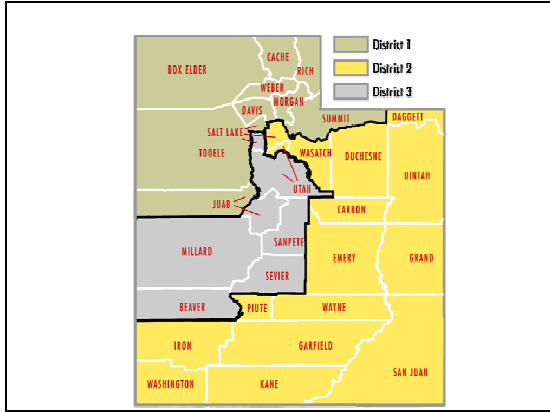 District 1
District 2
District 3
CACHE
BOX ELDER
RICH
WEBER
MORGAN
DAVIS
SUMMIT
DAGGETT
SALT LAKE
TOOELE
WASATCH
DUCHESNE
UINTAH
UTAH
JUAB
CARBON
SANPETE
MILLARD
EMERY
GRAND
SEVIER
BEAVER
PIUTE
WAYNE
IRON
GARFIELD
SAN JUAN
WASHINGTON
KANE